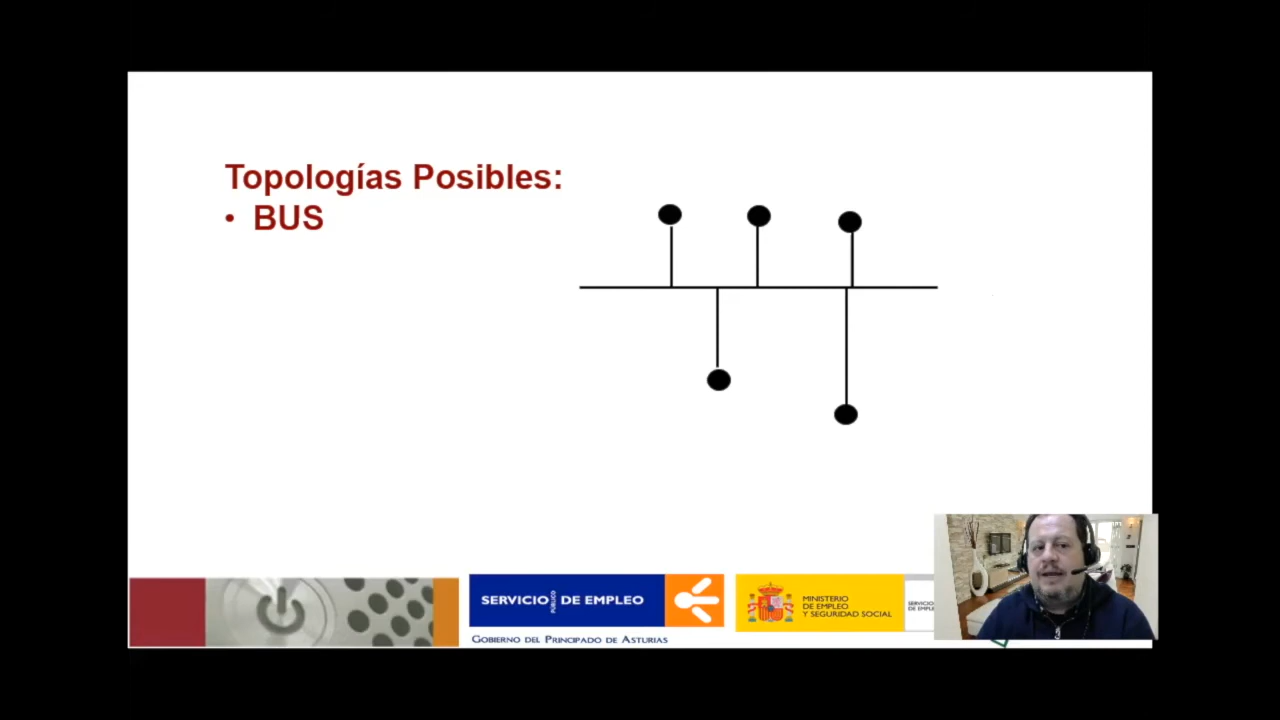 Topologías Posibles:
• BUS
SERVICIO PÚBLICO DE EMPLEO
GOBIERNO DEL PRINCIPADO DE ASTURIAS
MINISTERIO
DE EMPLEO
Y SEGURIDAD SOCIAL